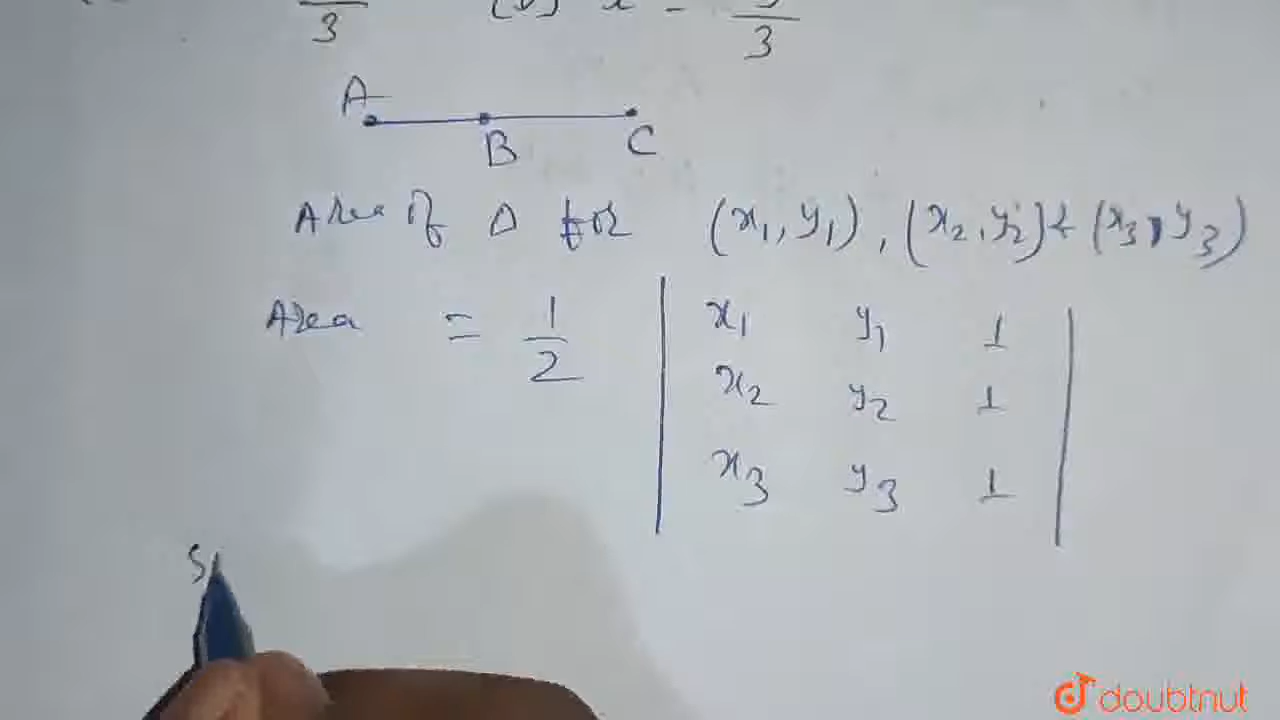 3 x = 3
A
B C
Area of Δ for (x₁, y₁), (x₂, y₂) & (x₃, y₃)
Area = 1/2 | x₁ y₁ 1 |
x₂ y₂ 1
x₃ y₃ 1
S
doubtnut